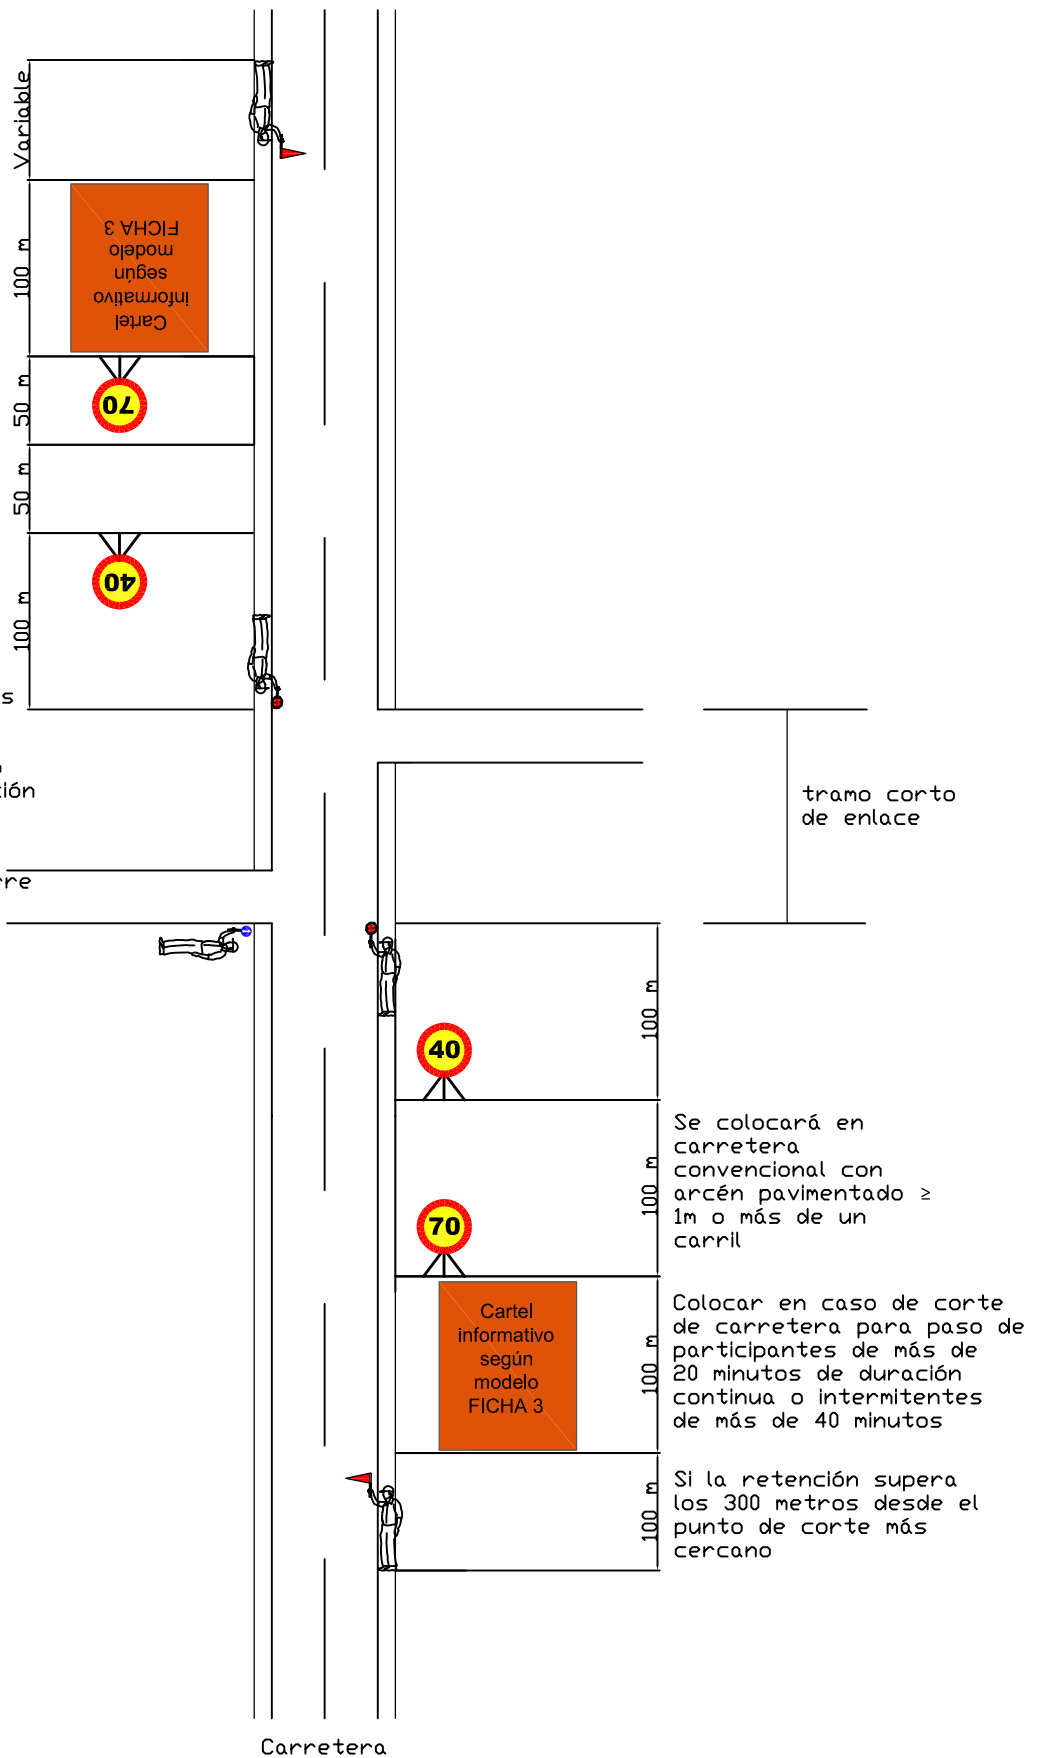 Variable
100 m
50 m
50 m
100 m
Cartel
informativo
según
modelo
FICHA 3
70
40
s
ión
rre
tramo corto
de enlace
40
100 m
100 m
Se colocará en
carretera
convencional con
arcén pavimentado ≥
1m o más de un
carril
70
Cartel
informativo
según
modelo
FICHA 3
100 m
Colocar en caso de corte
de carretera para paso de
participantes de más de
20 minutos de duración
continua o intermitentes
de más de 40 minutos
100 m
Si la retención supera
los 300 metros desde el
punto de corte más
cercano
Carretera